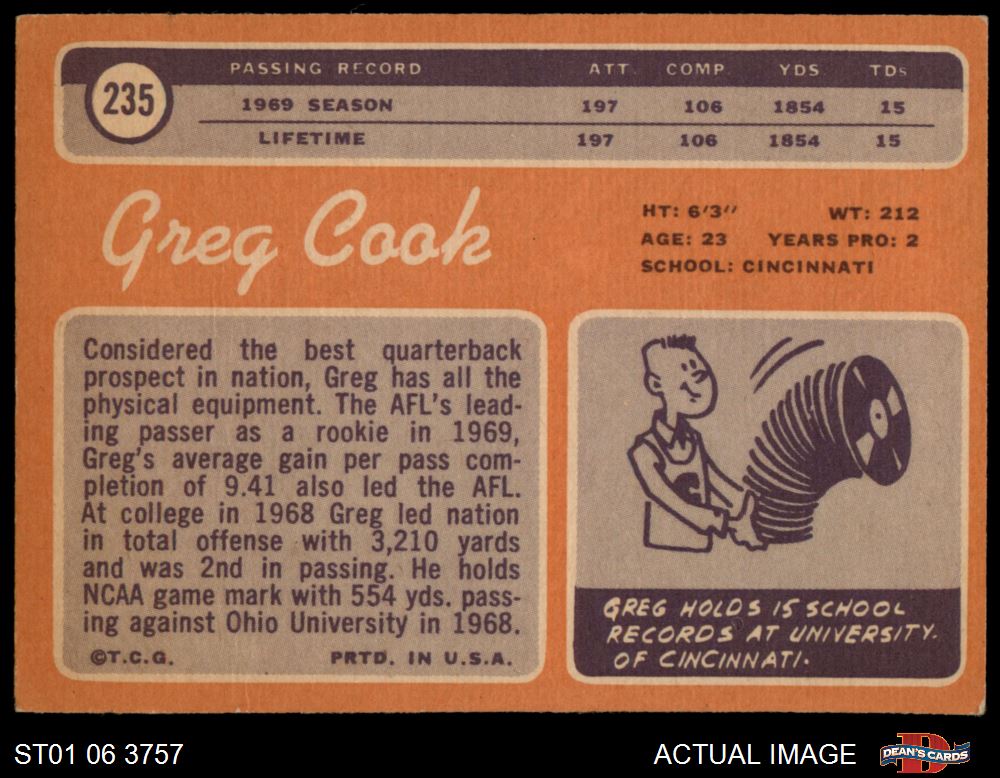 235
PASSING RECORD ATT. COMP. YDS. TDs
1969 SEASON 197 106 1854 15
LIFETIME 197 106 1854 15
Greg Cook
HT: 6'3" WT: 212
AGE: 23 YEARS PRO: 2
SCHOOL: CINCINNATI
Considered the best quarterback
prospect in nation, Greg has all the
physical equipment. The AFL's lead-
ing passer as a rookie in 1969,
Greg's average gain per pass com-
pletion of 9.41 also led the AFL.
At college in 1968 Greg led nation
in total offense with 3,210 yards
and was 2nd in passing. He holds
NCAA game mark with 554 yds. pass-
ing against Ohio University in 1968.
©T.C.G. PRTD. IN U.S.A.
C
GREG HOLDS 15 SCHOOL
RECORDS AT UNIVERSITY.
OF CINCINNATI.
ST01 06 3757 ACTUAL IMAGE
D
DEAN'S CARDS